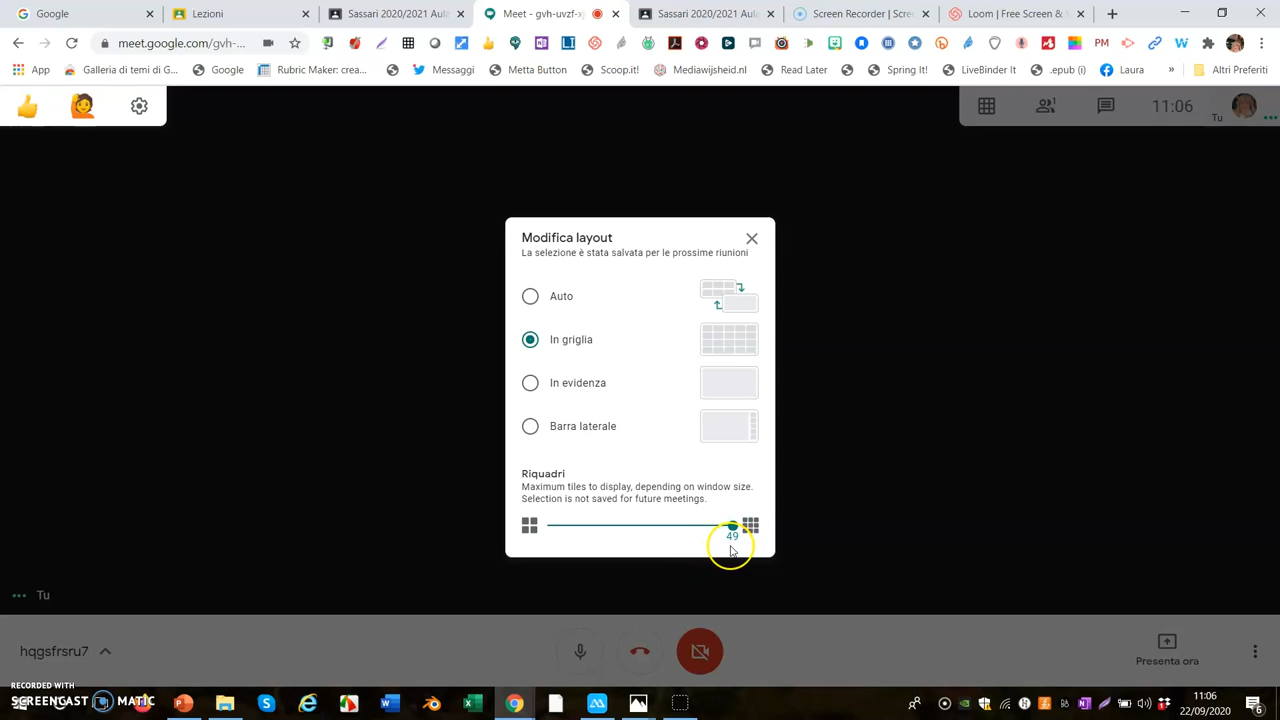 Google
Lezioni
Sassari 2020/2021 Aula
Meet - gvh-uvzf-x
Sassari 2020/2021 Aula
Screen Recorder | Scre
Loom | Free Screen & M
meet.google.com/gvh-...
PM
App
Galleria di temi di G...
Google
Rubric Maker: crea...
Messaggi
Metta Button
Scoop.it!
Mediawijsheid.nl
Read Later
Spring It!
LiveBinder It
.epub (i)
Laura
»
Altri Preferiti
11:06
Tu
Modifica layout
La selezione è stata salvata per le prossime riunioni
Auto
In griglia
In evidenza
Barra laterale
Riquadri
Maximum tiles to display, depending on window size.
Selection is not saved for future meetings.
49
Tu
hqgsfrsru7
Presenta ora
RECORDED WITH
SCREENCAST MATIC
11:06
22/09/2020
6